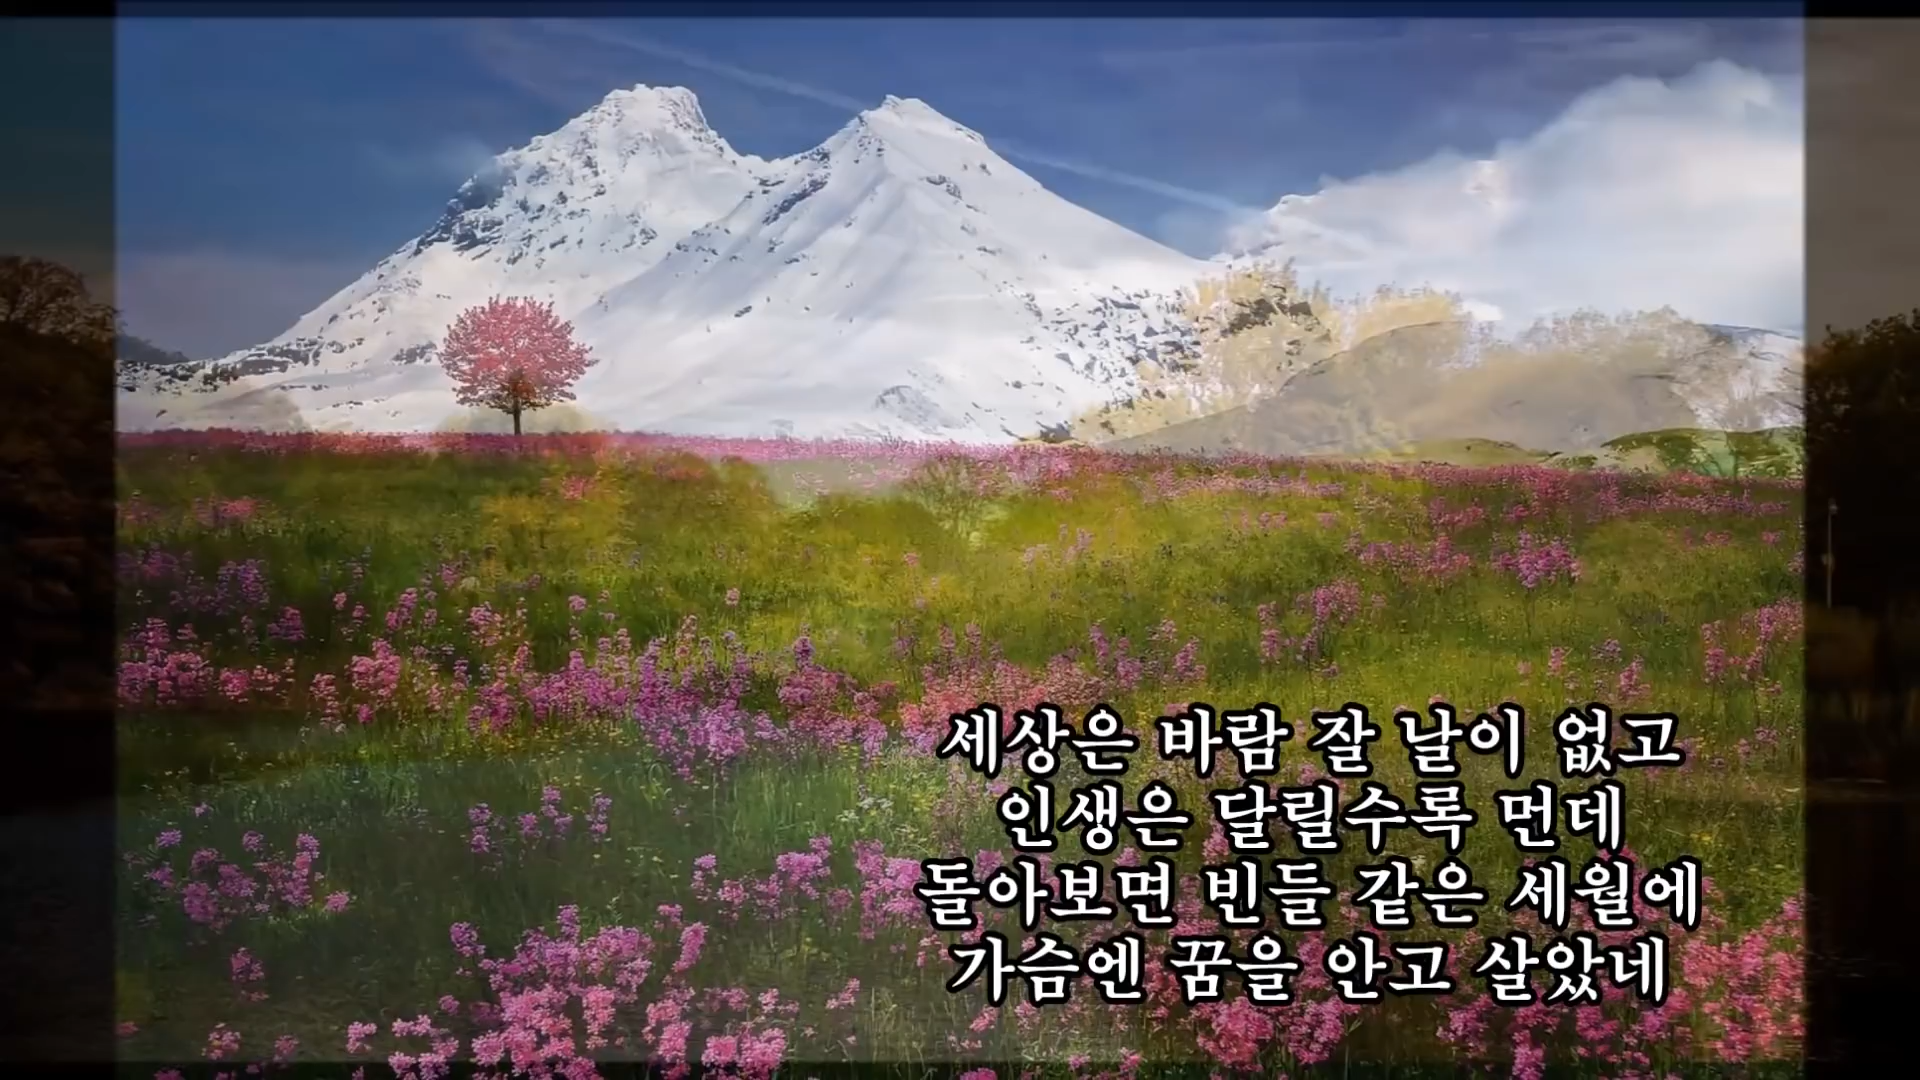 세상은 바람 잘 날이 없고
인생은 달릴수록 먼데
돌아보면 빈들 같은 세월에
가슴엔 꿈을 안고 살았네